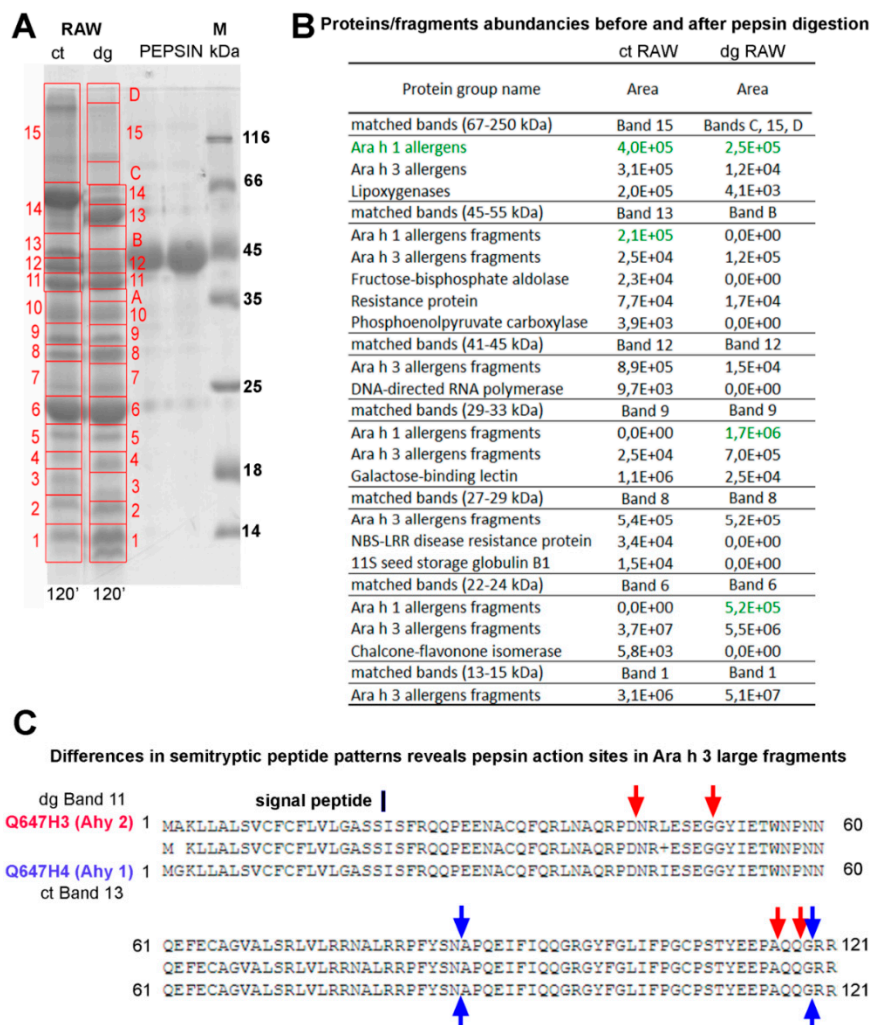 A
RAW
ct dg PEPSIN M kDa
D
15 15
C
14 14
13
13 B
12 12
11 11
A
10 10
9 9
8 8
7 7
6 6
5 5
4 4
3 3
2 2
1 1
120' 120'
116
66
45
35
25
18
14
B Proteins/fragments abundancies before and after pepsin digestion
ct RAW dg RAW
Protein group name Area Area
matched bands (67-250 kDa) Band 15 Bands C, 15, D
Ara h 1 allergens 4,0E+05 2,5E+05
Ara h 3 allergens 3,1E+05 1,2E+04
Lipoxygenases 2,0E+05 4,1E+03
matched bands (45-55 kDa) Band 13 Band B
Ara h 1 allergens fragments 2,1E+05 0,0E+00
Ara h 3 allergens fragments 2,5E+04 1,2E+05
Fructose-bisphosphate aldolase 2,3E+04 0,0E+00
Resistance protein 7,7E+04 1,7E+04
Phosphoenolpyruvate carboxylase 3,9E+03 0,0E+00
matched bands (41-45 kDa) Band 12 Band 12
Ara h 3 allergens fragments 8,9E+05 1,5E+04
DNA-directed RNA polymerase 9,7E+03 0,0E+00
matched bands (29-33 kDa) Band 9 Band 9
Ara h 1 allergens fragments 0,0E+00 1,7E+06
Ara h 3 allergens fragments 2,5E+04 7,0E+05
Galactose-binding lectin 1,1E+06 2,5E+04
matched bands (27-29 kDa) Band 8 Band 8
Ara h 3 allergens fragments 5,4E+05 5,2E+05
NBS-LRR disease resistance protein 3,4E+04 0,0E+00
11S seed storage globulin B1 1,5E+04 0,0E+00
matched bands (22-24 kDa) Band 6 Band 6
Ara h 1 allergens fragments 0,0E+00 5,2E+05
Ara h 3 allergens fragments 3,7E+07 5,5E+06
Chalcone-flavonone isomerase 5,8E+03 0,0E+00
matched bands (13-15 kDa) Band 1 Band 1
Ara h 3 allergens fragments 3,1E+06 5,1E+07
C
Differences in semitryptic peptide patterns reveals pepsin action sites in Ara h 3 large fragments
dg Band 11 signal peptide
Q647H3 (Ahy 2) 1 MAKLLALSVCFCFLVLGASSISFRQQPEENACQFQRLNAQRPDNRLESEGGYIETWNPNN 60
M KLLALSVCFCFLVLGASSISFRQQPEENACQFQRLNAQRPDNR+ESEGGYIETWNPNN
Q647H4 (Ahy 1) 1 MGKLLALSVCFCFLVLGASSISFRQQPEENACQFQRLNAQRPDNRIESEGGYIETWNPNN 60
ct Band 13
61 QEFECAGVALSRLVLRRNALRRPFYSNAPQEIFIQQGRGYFGLIFPGCPSTYEEPAQQGRR 121
QEFECAGVALSRLVLRRNALRRPFYSNAPQEIFIQQGRGYFGLIFPGCPSTYEEPAQQGRR
61 QEFECAGVALSRLVLRRNALRRPFYSNAPQEIFIQQGRGYFGLIFPGCPSTYEEPAQQGRR 121